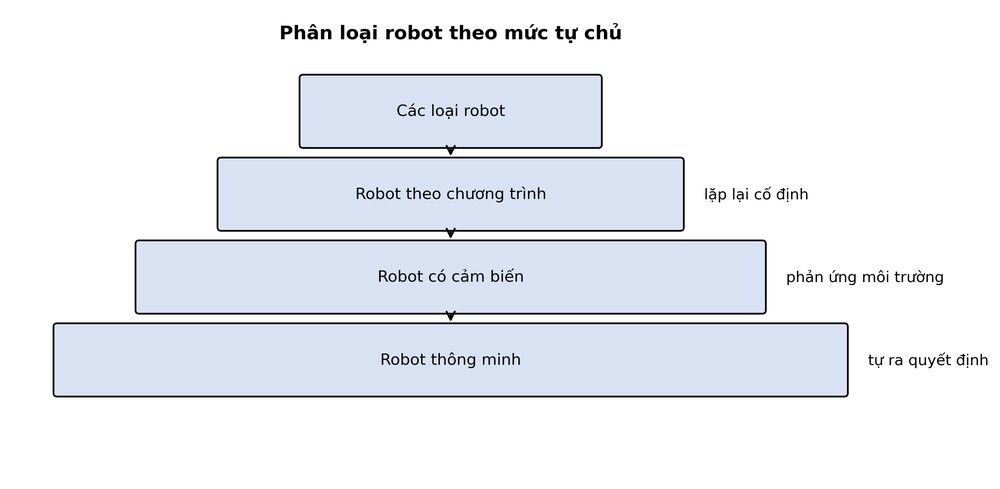 Phân loại robot theo mức tự chủ
Các loại robot
Robot theo chương trình
lặp lại cố định
Robot có cảm biến
phản ứng môi trường
Robot thông minh
tự ra quyết định